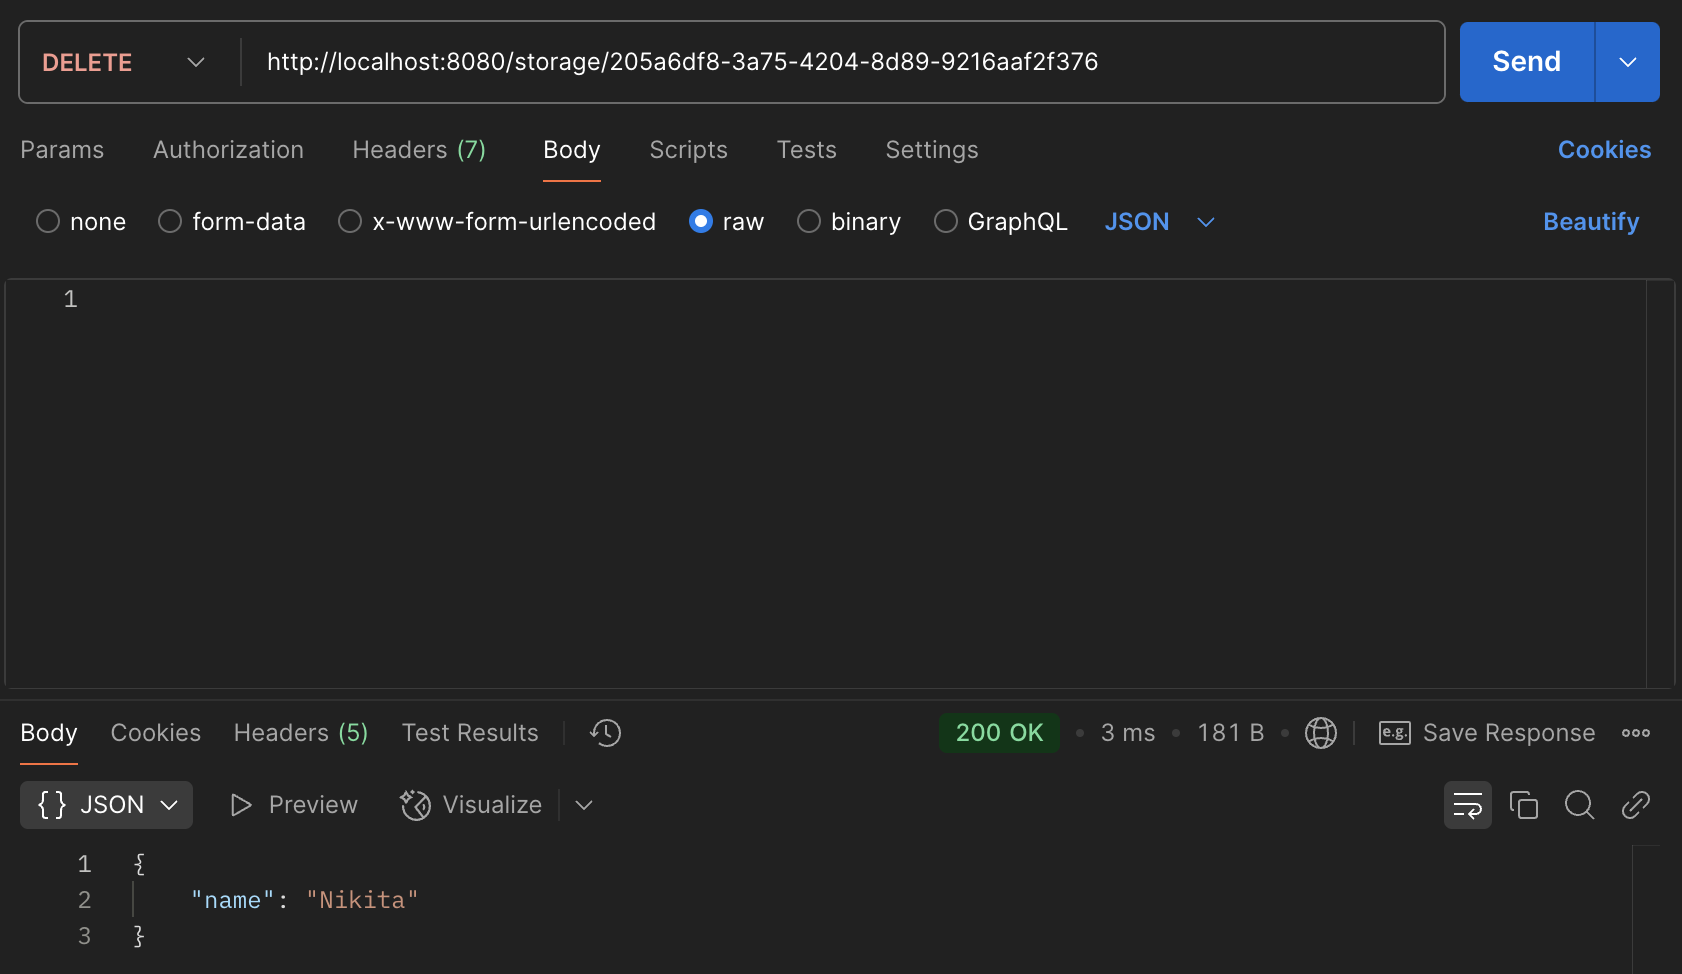 DELETE http://localhost:8080/storage/205a6df8-3a75-4204-8d89-9216aaf2f376 Send
Params Authorization Headers (7) Body Scripts Tests Settings Cookies
none form-data x-www-form-urlencoded raw binary GraphQL JSON Beautify
1
Body Cookies Headers (5) Test Results 200 OK • 3 ms • 181 B • e.g. Save Response
{} JSON Preview Visualize
1 {
2 "name": "Nikita"
3 }